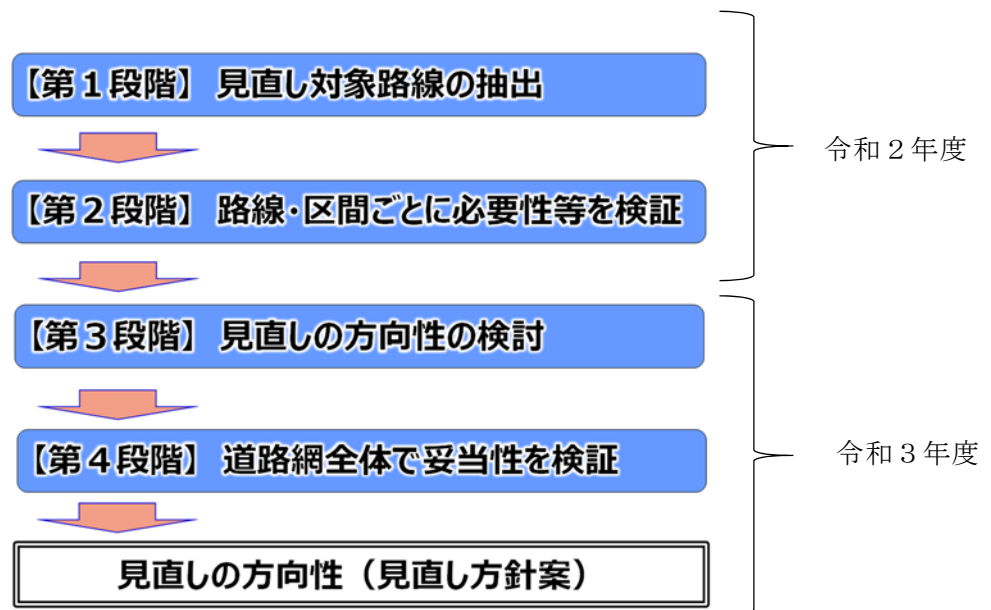 【第１段階】 見直し対象路線の抽出
令和２年度
【第２段階】 路線・区間ごとに必要性等を検証
【第３段階】 見直しの方向性の検討
【第４段階】 道路網全体で妥当性を検証
令和３年度
見直しの方向性（見直し方針案）